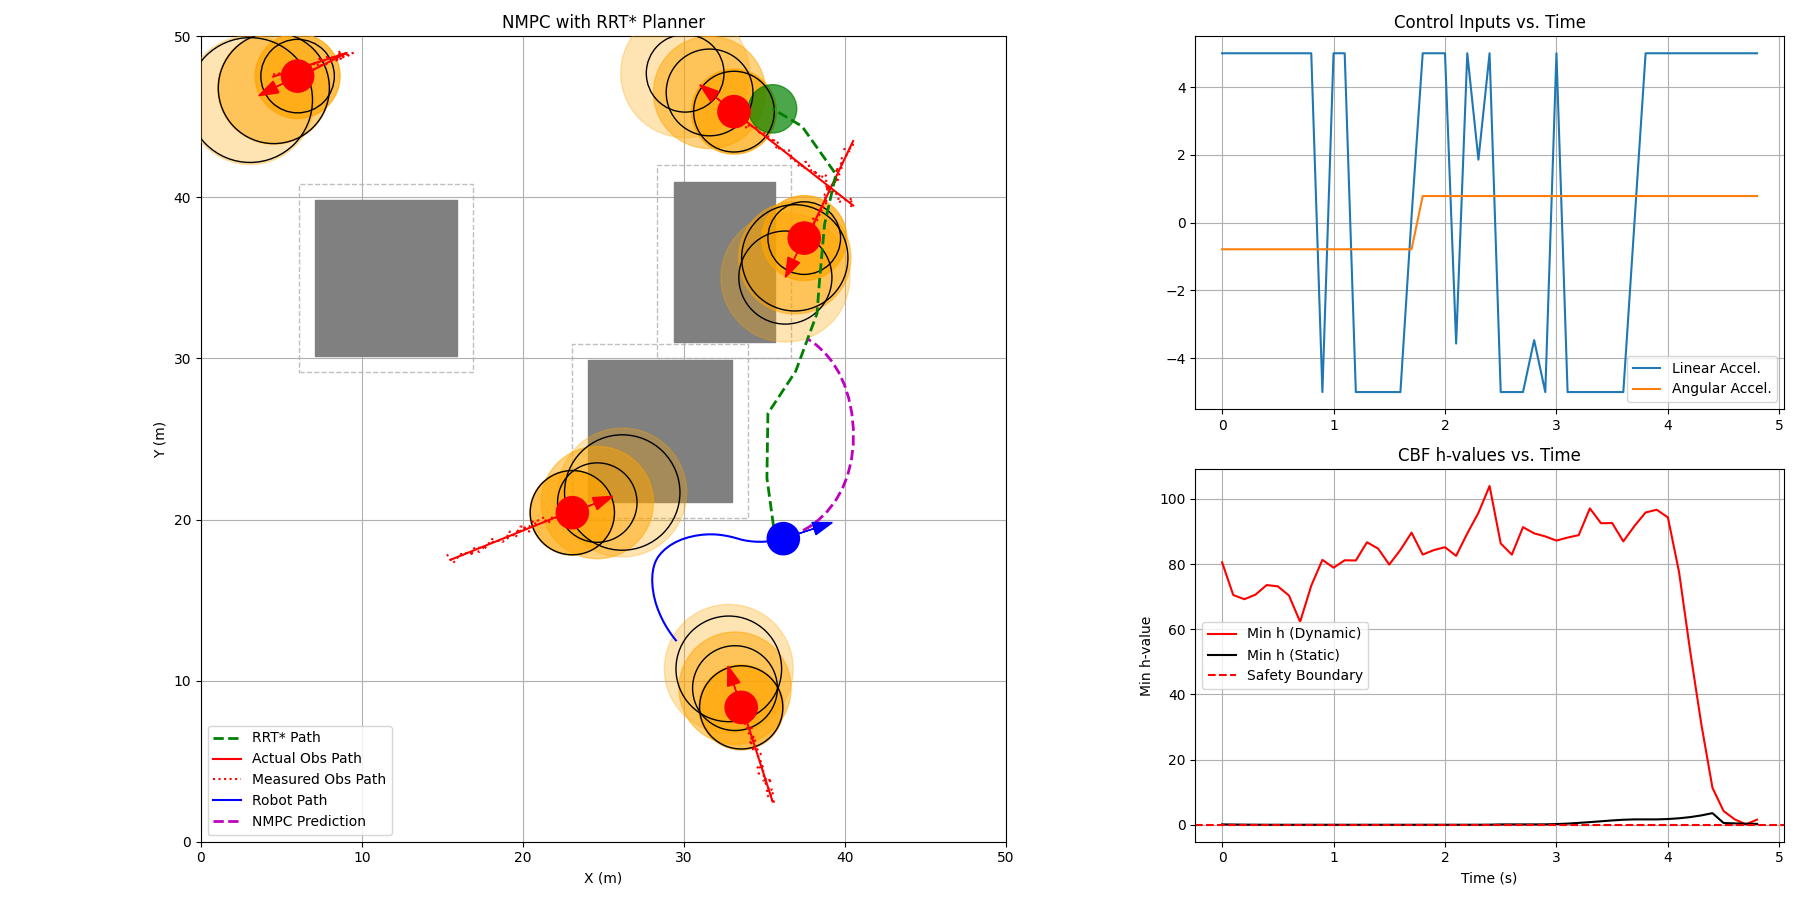 NMPC with RRT* Planner
50
40
30
20
10
0
Y (m)
RRT* Path
Actual Obs Path
Measured Obs Path
Robot Path
NMPC Prediction
0 10 20 30 40 50
X (m)
Control Inputs vs. Time
4
2
0
−2
−4
Linear Accel.
Angular Accel.
0 1 2 3 4 5
CBF h-values vs. Time
100
80
60
40
20
0
Min h-value
Min h (Dynamic)
Min h (Static)
Safety Boundary
0 1 2 3 4 5
Time (s)